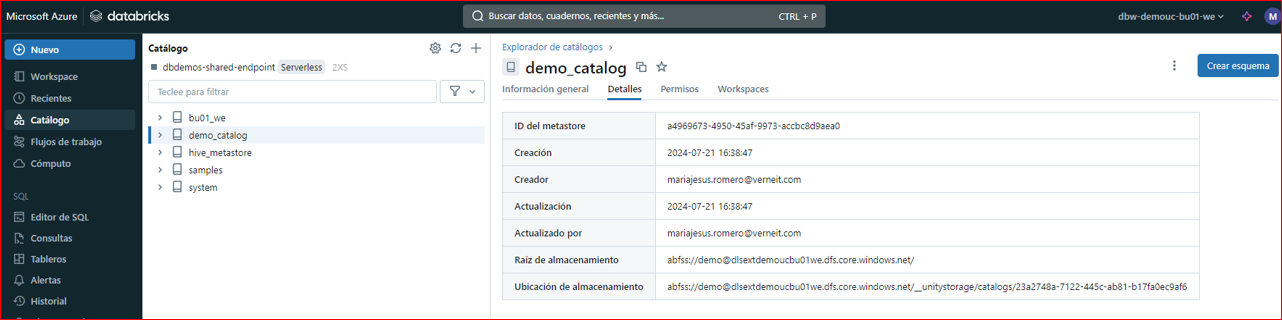 Microsoft Azure databricks
Buscar datos, cuadernos, recientes y más... CTRL + P
dbw-demouc-bu01-we
M
Nuevo
Workspace
Recientes
Catálogo
Flujos de trabajo
Cómputo
SQL
Editor de SQL
Consultas
Tableros
Alertas
Historial
Catálogo
dbdemos-shared-endpoint Serverless 2XS
Teclee para filtrar
bu01_we
demo_catalog
hive_metastore
samples
system
Explorador de catálogos
demo_catalog
Crear esquema
Información general Detalles Permisos Workspaces
ID del metastore a4969673-4950-45af-9973-accbc8d9aea0
Creación 2024-07-21 16:38:47
Creador mariajesus.romero@verneit.com
Actualización 2024-07-21 16:38:47
Actualizado por mariajesus.romero@verneit.com
Raíz de almacenamiento abfss://demo@dlsextdemoucbu01we.dfs.core.windows.net/
Ubicación de almacenamiento abfss://demo@dlsextdemoucbu01we.dfs.core.windows.net/__unitystorage/catalogs/23a2748a-7122-445c-ab81-b17fa0ec9af6